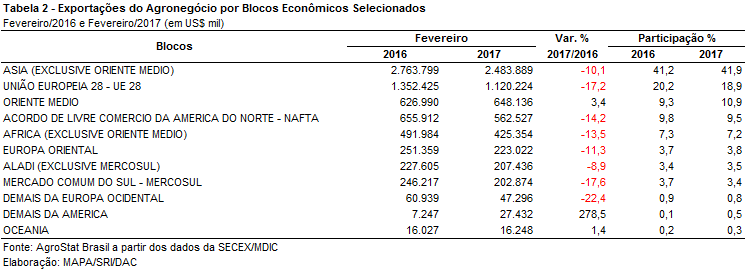 Tabela 2 - Exportações do Agronegócio por Blocos Econômicos Selecionados
Fevereiro/2016 e Fevereiro/2017 (em US$ mil)
Blocos Fevereiro Var. % Participação %
2016 2017 2017/2016 2016 2017
ASIA (EXCLUSIVE ORIENTE MEDIO) 2.763.799 2.483.889 -10,1 41,2 41,9
UNIÃO EUROPEIA 28 - UE 28 1.352.425 1.120.224 -17,2 20,2 18,9
ORIENTE MEDIO 626.990 648.136 3,4 9,3 10,9
ACORDO DE LIVRE COMERCIO DA AMERICA DO NORTE - NAFTA 655.912 562.527 -14,2 9,8 9,5
AFRICA (EXCLUSIVE ORIENTE MEDIO) 491.984 425.354 -13,5 7,3 7,2
EUROPA ORIENTAL 251.359 223.022 -11,3 3,7 3,8
ALADI (EXCLUSIVE MERCOSUL) 227.605 207.436 -8,9 3,4 3,5
MERCADO COMUM DO SUL - MERCOSUL 246.217 202.874 -17,6 3,7 3,4
DEMAIS DA EUROPA OCIDENTAL 60.939 47.296 -22,4 0,9 0,8
DEMAIS DA AMERICA 7.247 27.432 278,5 0,1 0,5
OCEANIA 16.027 16.248 1,4 0,2 0,3
Fonte: AgroStat Brasil a partir dos dados da SECEX/MDIC
Elaboração: MAPA/SRI/DAC